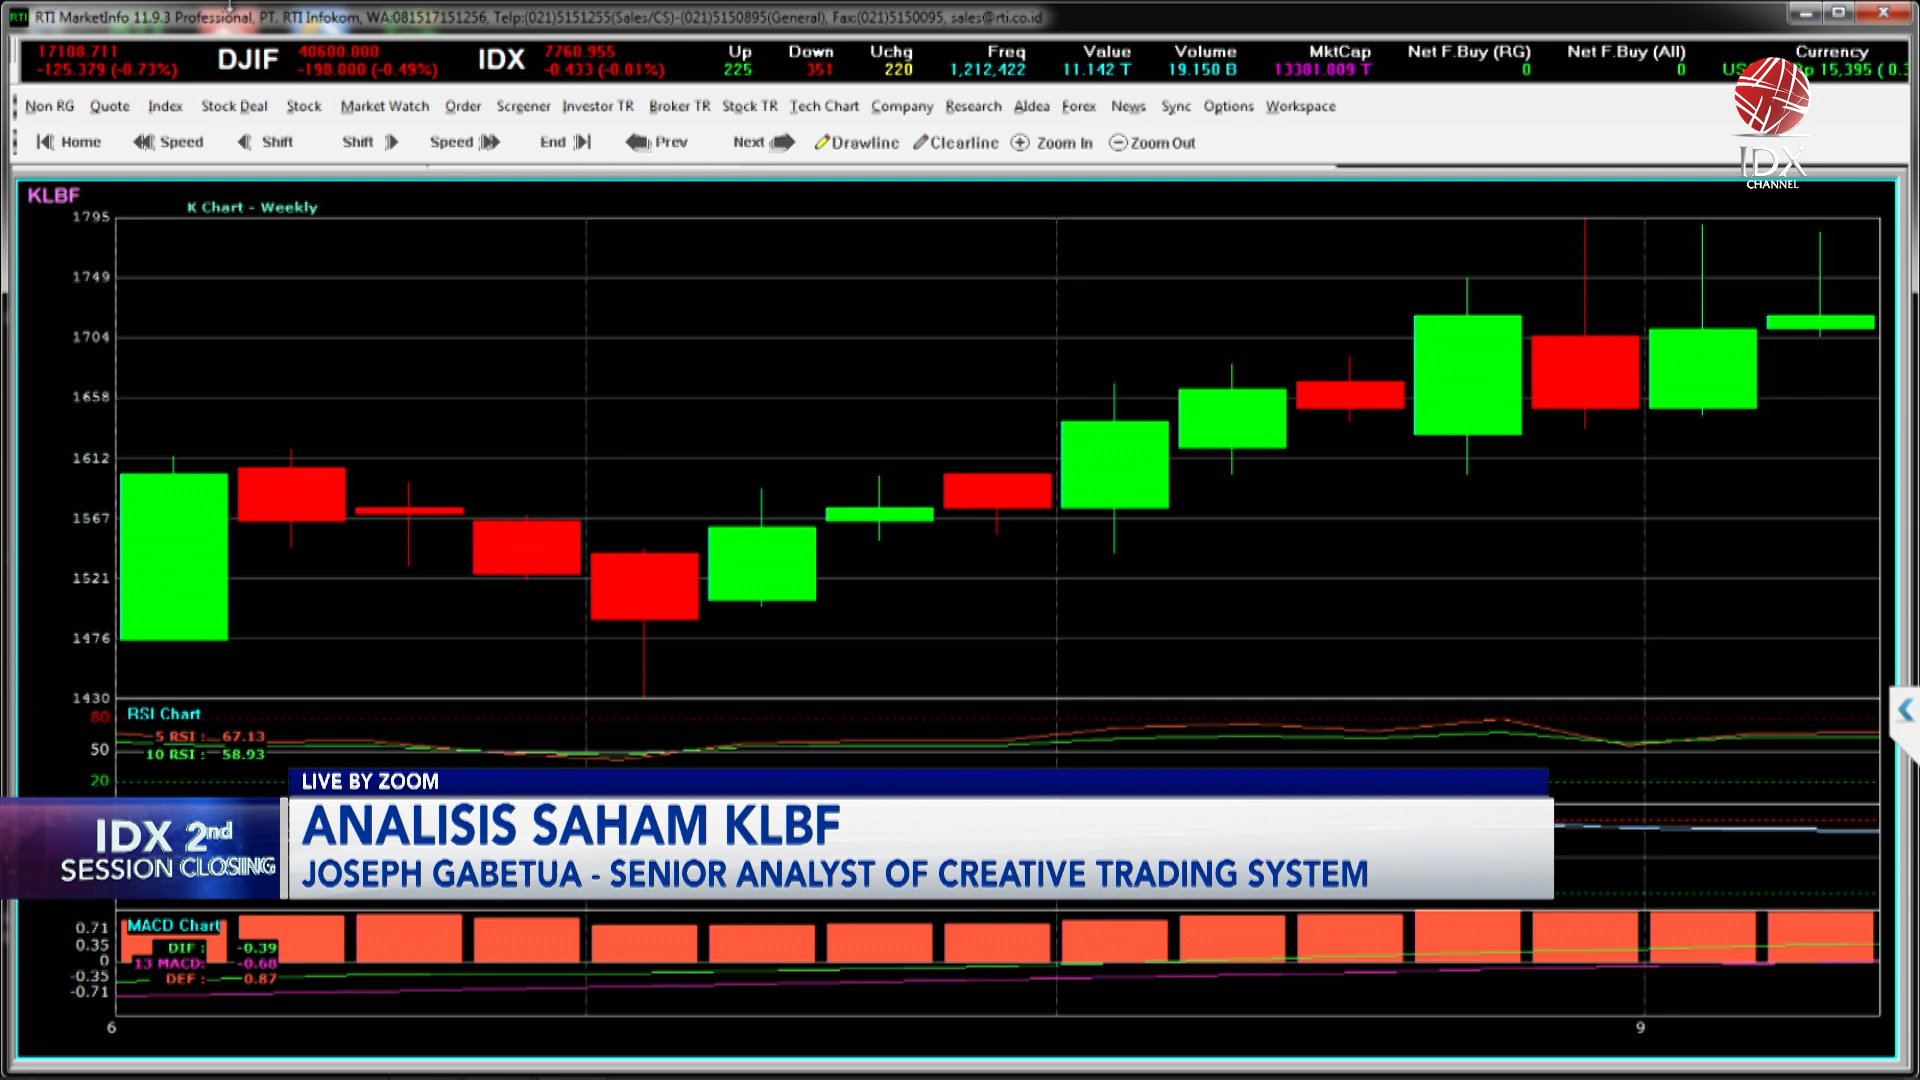 RTI MarketInfo 11.9.3 Professional, PT. RTI Infokom, WA:081517151256, Telp:(021)5151255(Sales/CS)-(021)5150895(General), Fax:(021)5150095, sales@rti.co.id
17108.711 DJIF 40600.000 IDX 7760.955 Up Down Uchg Freq Value Volume MktCap Net F.Buy (RG) Net F.Buy (All) Currency
-125.379 (-0.73%) -198.000 (-0.49%) -0.433 (-0.01%) 225 351 220 1,212,422 11.142 T 19.150 B 13381.809 T 0 0 15,395
Non RG Quote Index Stock Deal Stock Market Watch Order Screener Investor TR Broker TR Stock TR Tech Chart Company Research AIdea Forex News Sync Options Workspace
Home Speed Shift Shift Speed End Prev Next Drawline Clearline Zoom In Zoom Out
IDX
CHANNEL
KLBF
K Chart - Weekly
1795
1749
1704
1658
1612
1567
1521
1476
1430
RSI Chart
80
5 RSI : 67.13
50
10 RSI : 58.93
20
LIVE BY ZOOM
IDX 2nd
SESSION CLOSING
ANALISIS SAHAM KLBF
JOSEPH GABETUA - SENIOR ANALYST OF CREATIVE TRADING SYSTEM
MACD Chart
0.71
0.35
0
-0.35
-0.71
DIF : -0.39
13 MACD: -0.68
DEF : 0.87
6
9